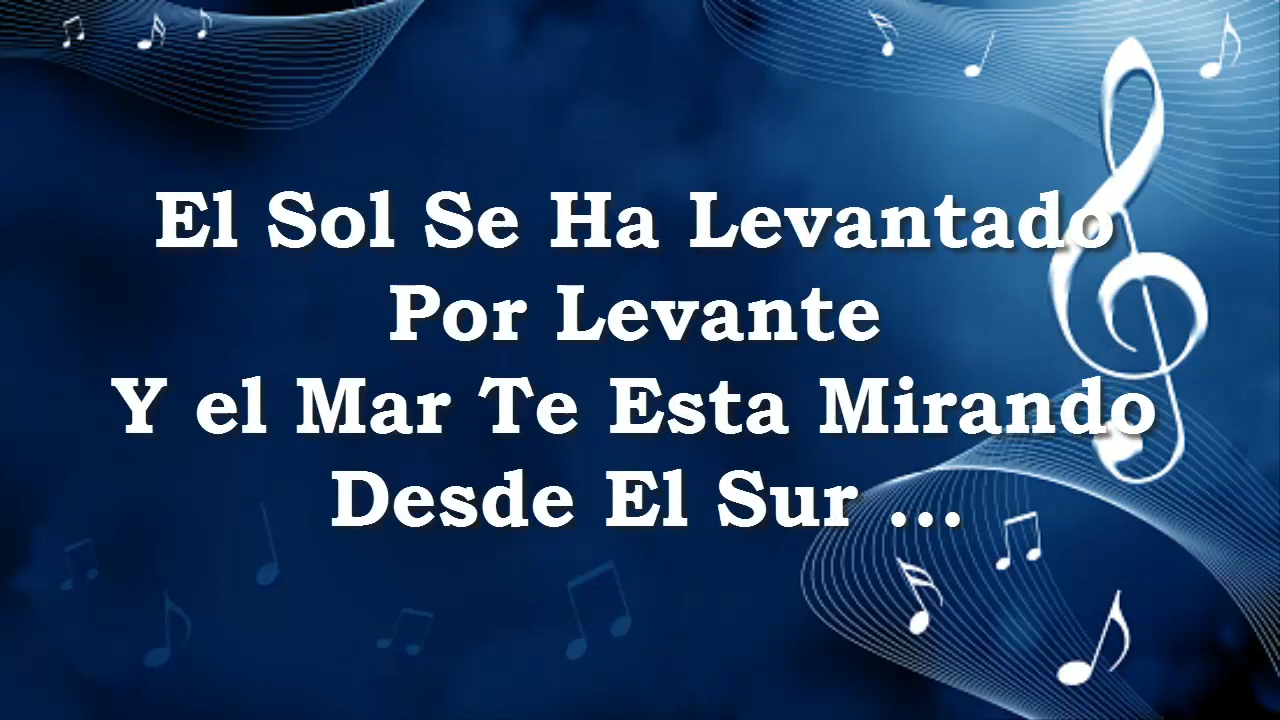 El Sol Se Ha Levantado
Por Levante
Y el Mar Te Esta Mirando
Desde El Sur ...